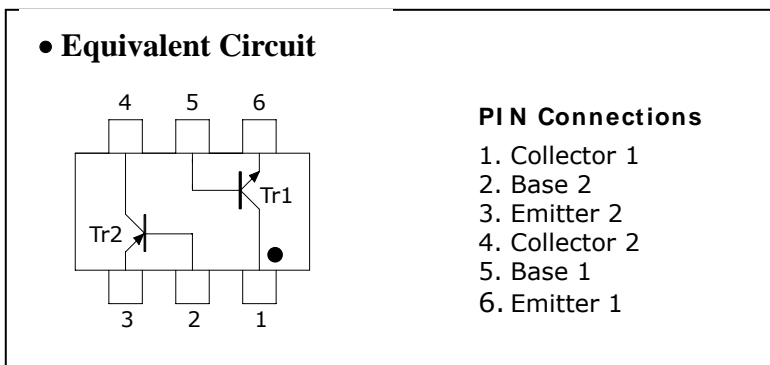 • Equivalent Circuit
4 5 6
Tr1
Tr2
3 2 1
PIN Connections
1. Collector 1
2. Base 2
3. Emitter 2
4. Collector 2
5. Base 1
6. Emitter 1